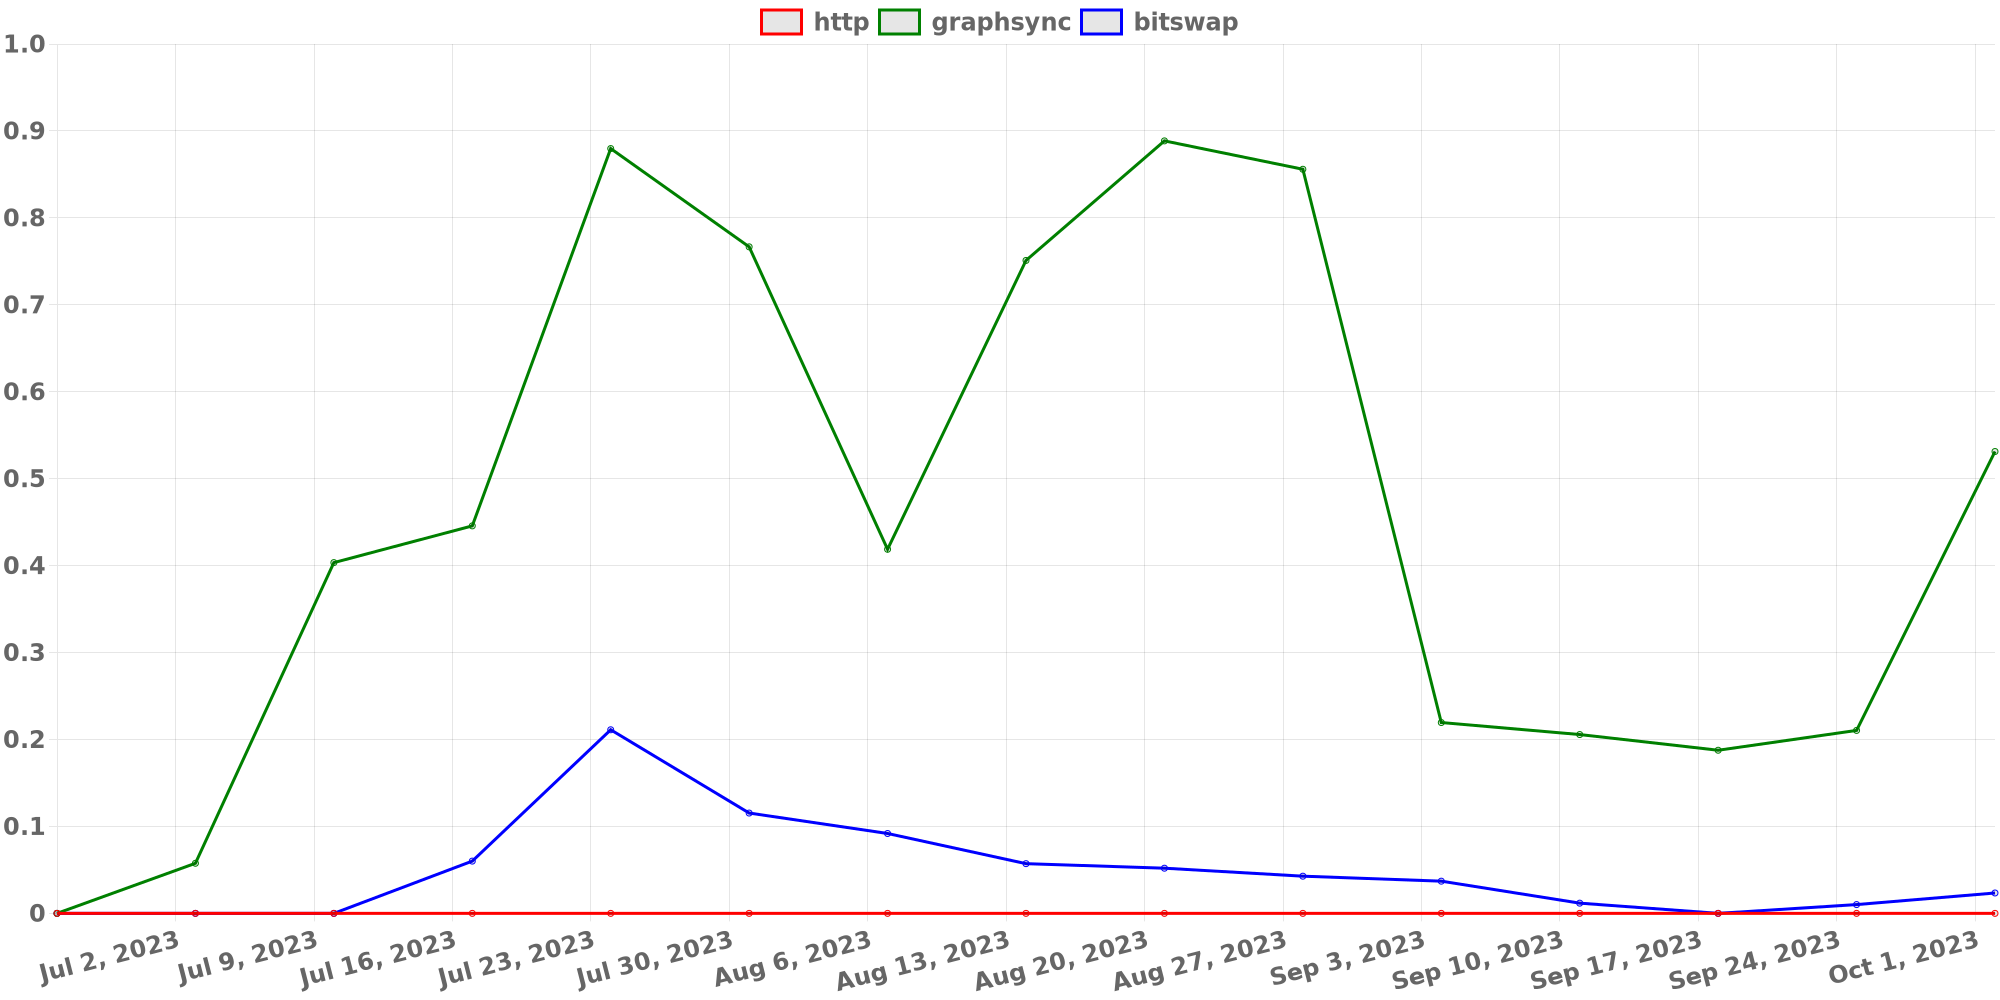 http graphsync bitswap
1.0
0.9
0.8
0.7
0.6
0.5
0.4
0.3
0.2
0.1
0
Jul 2, 2023
Jul 9, 2023
Jul 16, 2023
Jul 23, 2023
Jul 30, 2023
Aug 6, 2023
Aug 13, 2023
Aug 20, 2023
Aug 27, 2023
Sep 3, 2023
Sep 10, 2023
Sep 17, 2023
Sep 24, 2023
Oct 1, 2023